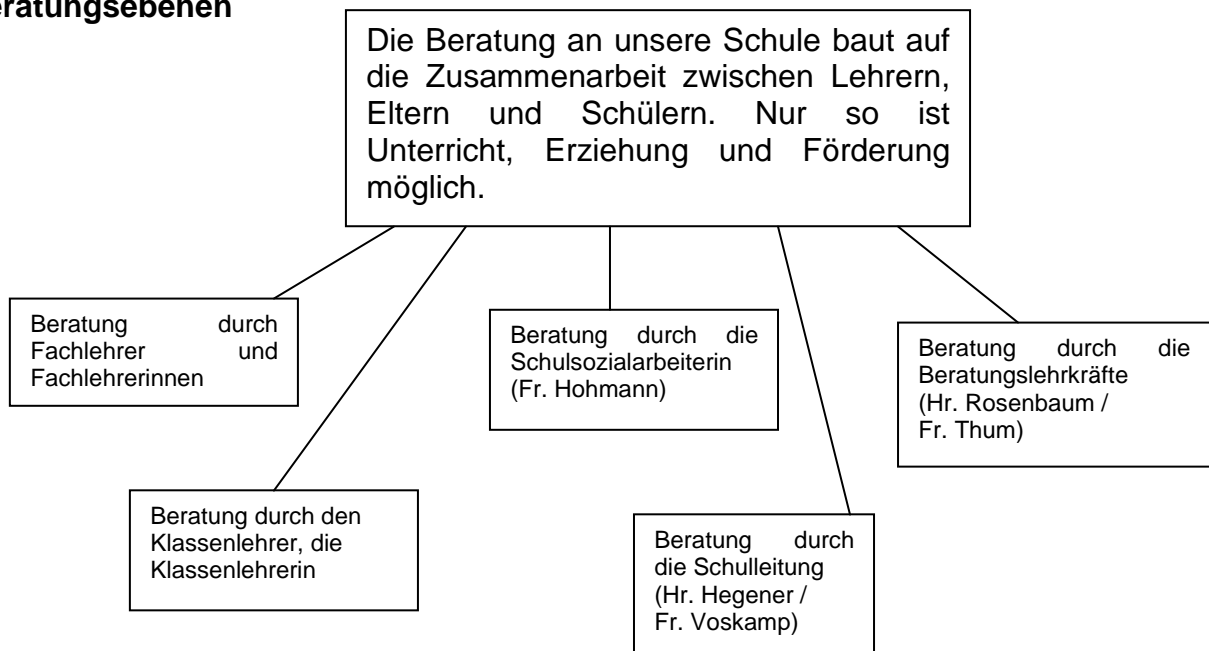 eratungsebenen
Die Beratung an unsere Schule baut auf
die Zusammenarbeit zwischen Lehrern,
Eltern und Schülern. Nur so ist
Unterricht, Erziehung und Förderung
möglich.
Beratung durch
Fachlehrer und
Fachlehrerinnen
Beratung durch die
Schulsozialarbeiterin
(Fr. Hohmann)
Beratung durch die
Beratungslehrkräfte
(Hr. Rosenbaum /
Fr. Thum)
Beratung durch den
Klassenlehrer, die
Klassenlehrerin
Beratung durch
die Schulleitung
(Hr. Hegener /
Fr. Voskamp)